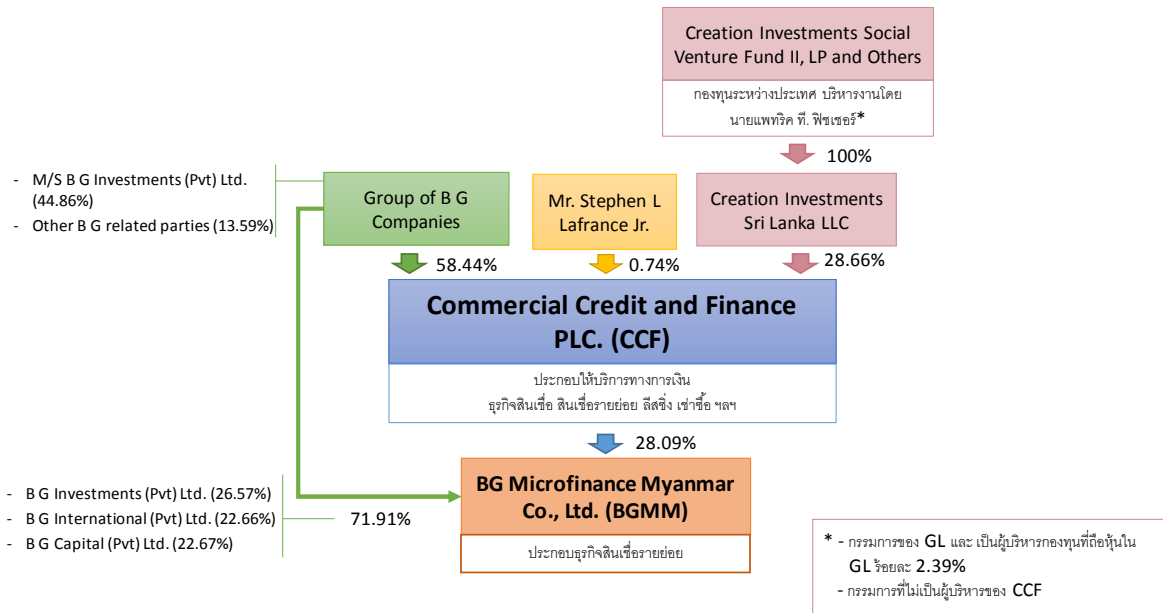 Creation Investments Social
Venture Fund II, LP and Others
กองทุนระหว่างประเทศ บริหารงานโดย
นายแพทริค ที. ฟิชเชอร์*
100%
- M/S B G Investments (Pvt) Ltd.
(44.86%)
- Other B G related parties (13.59%)
Group of B G
Companies
Mr. Stephen L
Lafrance Jr.
Creation Investments
Sri Lanka LLC
58.44%
0.74%
28.66%
Commercial Credit and Finance
PLC. (CCF)
ประกอบให้บริการทางการเงิน
ธุรกิจสินเชื่อ สินเชื่อรายย่อย ลีสซิ่ง เช่าซื้อ ฯลฯ
28.09%
- B G Investments (Pvt) Ltd. (26.57%)
- B G International (Pvt) Ltd. (22.66%)
- B G Capital (Pvt) Ltd. (22.67%)
71.91%
BG Microfinance Myanmar
Co., Ltd. (BGMM)
ประกอบธุรกิจสินเชื่อรายย่อย
* - กรรมการของ GL และ เป็นผู้บริหารกองทุนที่ถือหุ้นใน
GL ร้อยละ 2.39%
- กรรมการที่ไม่เป็นผู้บริหารของ CCF